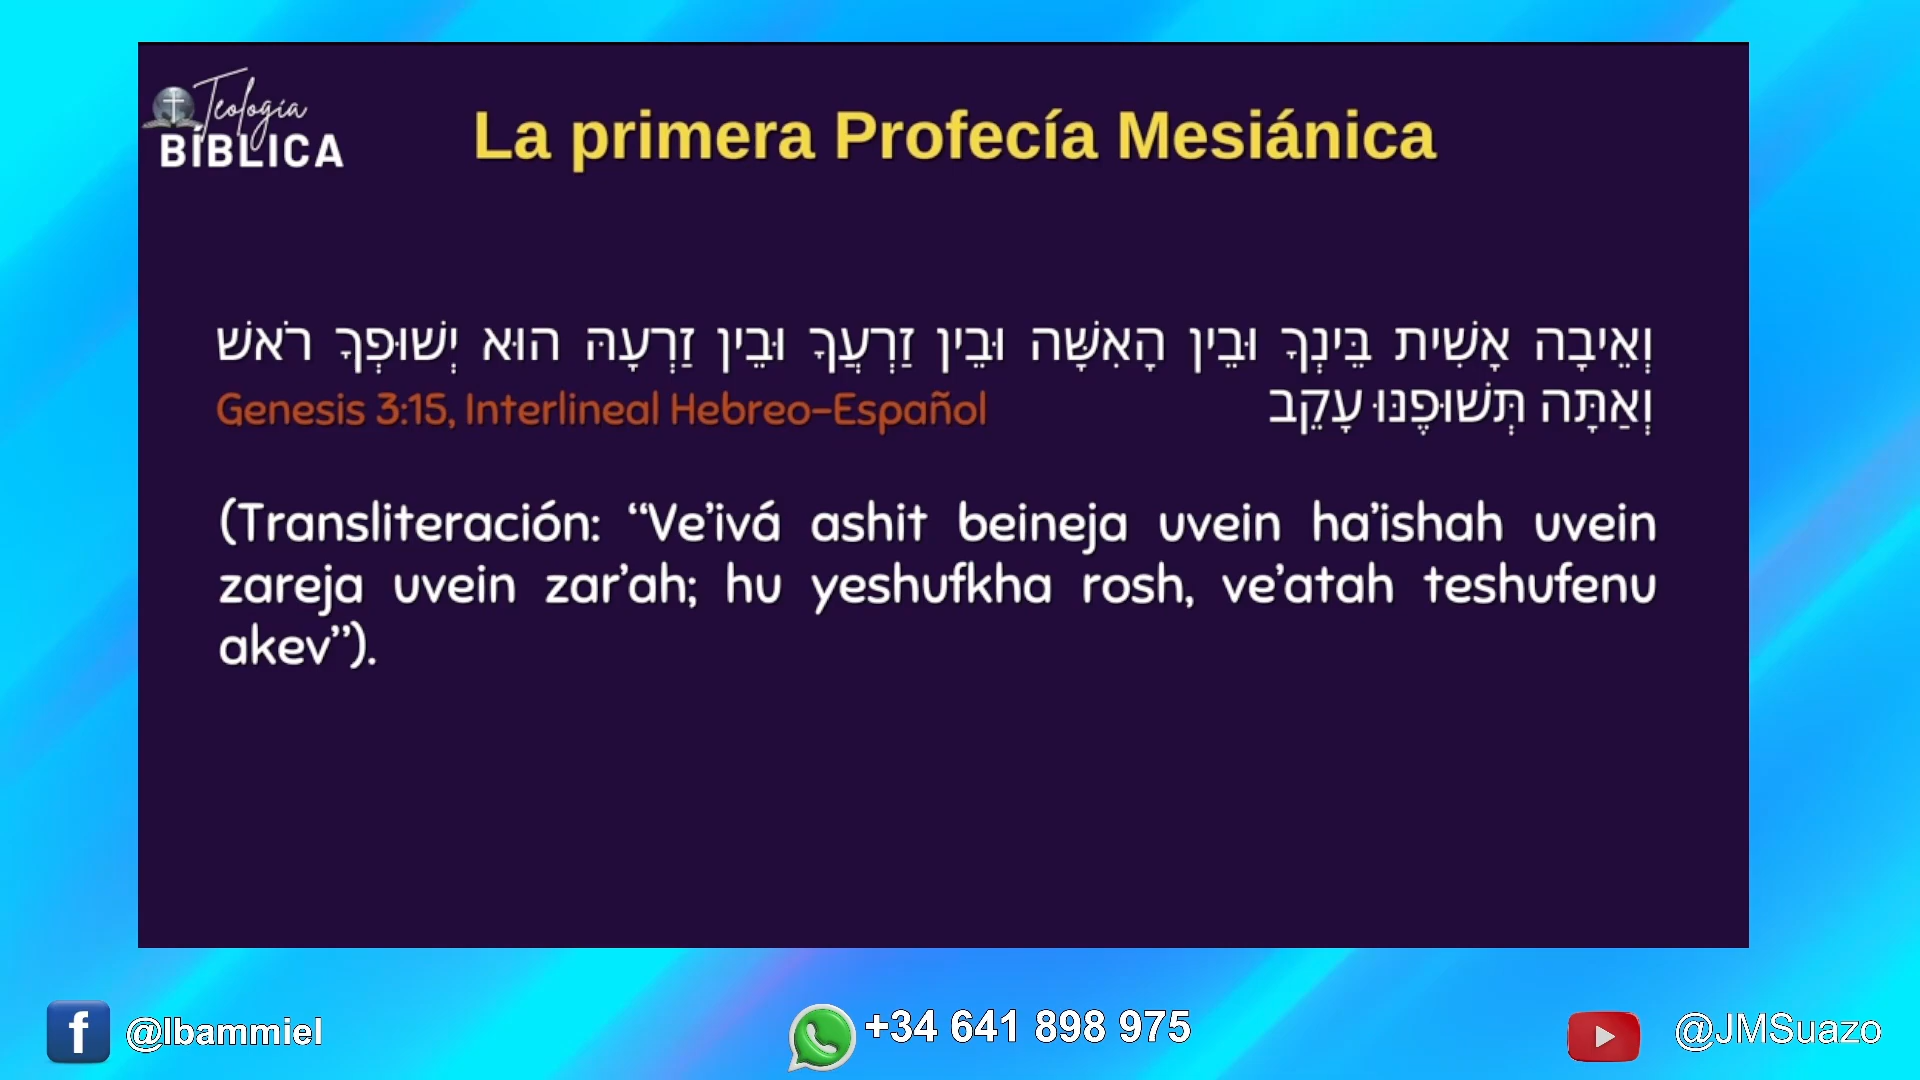 Teología
BÍBLICA
La primera Profecía Mesiánica
וְאֵיבָה אָשִׁית בֵּינְךָ וּבֵין הָאִשָּׁה וּבֵין זַרְעֲךָ וּבֵין זַרְעָהּ הוּא יְשׁוּפְךָ רֹאשׁ
וְאַתָּה תְּשׁוּפֶנּוּ עָקֵב
Genesis 3:15, Interlineal Hebreo-Español
(Transliteración: “Ve’ivá ashit beineja uvein ha’ishah uvein
zareja uvein zar’ah; hu yeshufkha rosh, ve’atah teshufenu
akev”).
@Ibammiel
+34 641 898 975
@JMSuazo